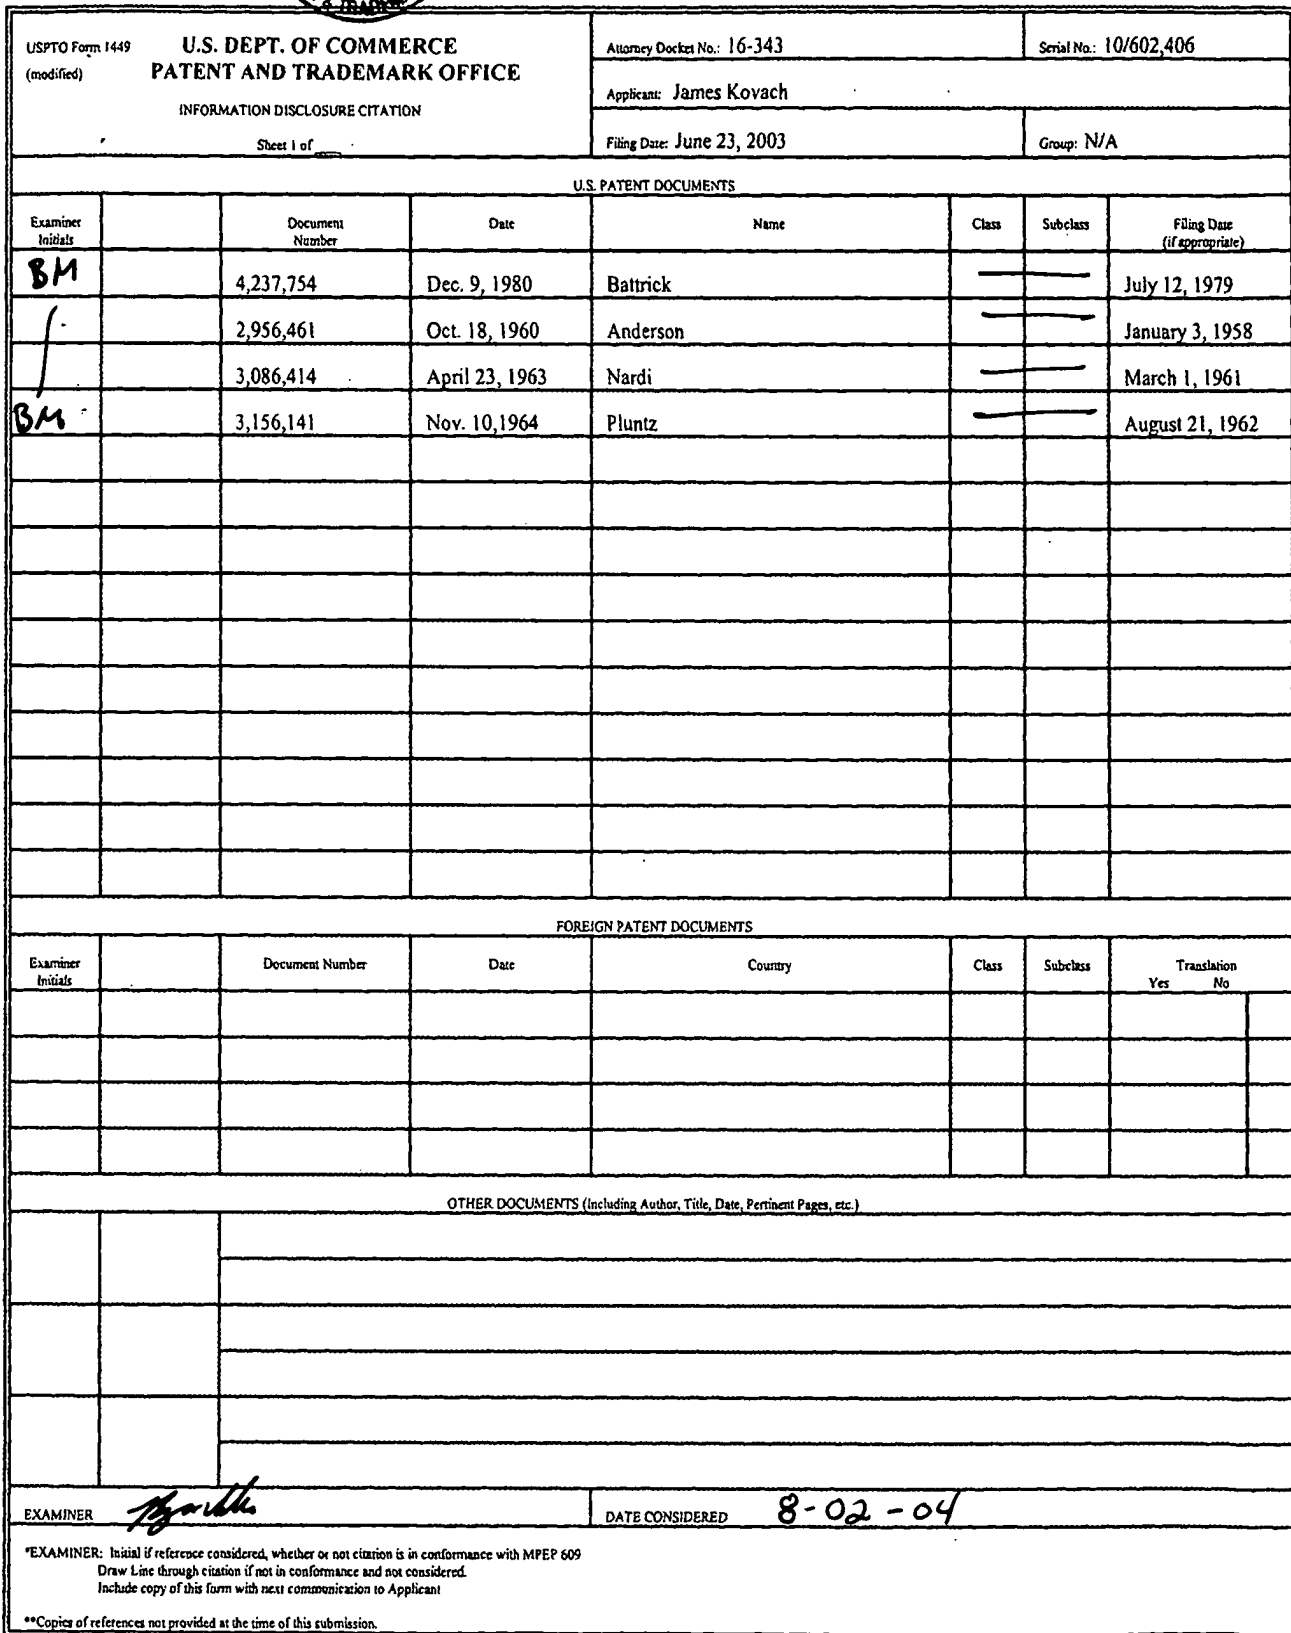 & TRADEM
USPTO Form 1449 U.S. DEPT. OF COMMERCE Attorney Docket No.: 16-343 Serial No.: 10/602,406
(modified) PATENT AND TRADEMARK OFFICE
Applicant: James Kovach
INFORMATION DISCLOSURE CITATION
Sheet 1 of Filing Date: June 23, 2003 Group: N/A
U.S. PATENT DOCUMENTS
Examiner Initials Document Number Date Name Class Subclass Filing Date (if appropriate)
BM 4,237,754 Dec. 9, 1980 Battrick July 12, 1979
2,956,461 Oct. 18, 1960 Anderson January 3, 1958
3,086,414 April 23, 1963 Nardi March 1, 1961
BM 3,156,141 Nov. 10,1964 Pluntz August 21, 1962
FOREIGN PATENT DOCUMENTS
Examiner Initials Document Number Date Country Class Subclass Translation
Yes No
OTHER DOCUMENTS (Including Author, Title, Date, Pertinent Pages, etc.)
EXAMINER DATE CONSIDERED 8-02-04
*EXAMINER: Initial if reference considered, whether or not citation is in conformance with MPEP 609
Draw Line through citation if not in conformance and not considered.
Include copy of this form with next communication to Applicant
**Copies of references not provided at the time of this submission.